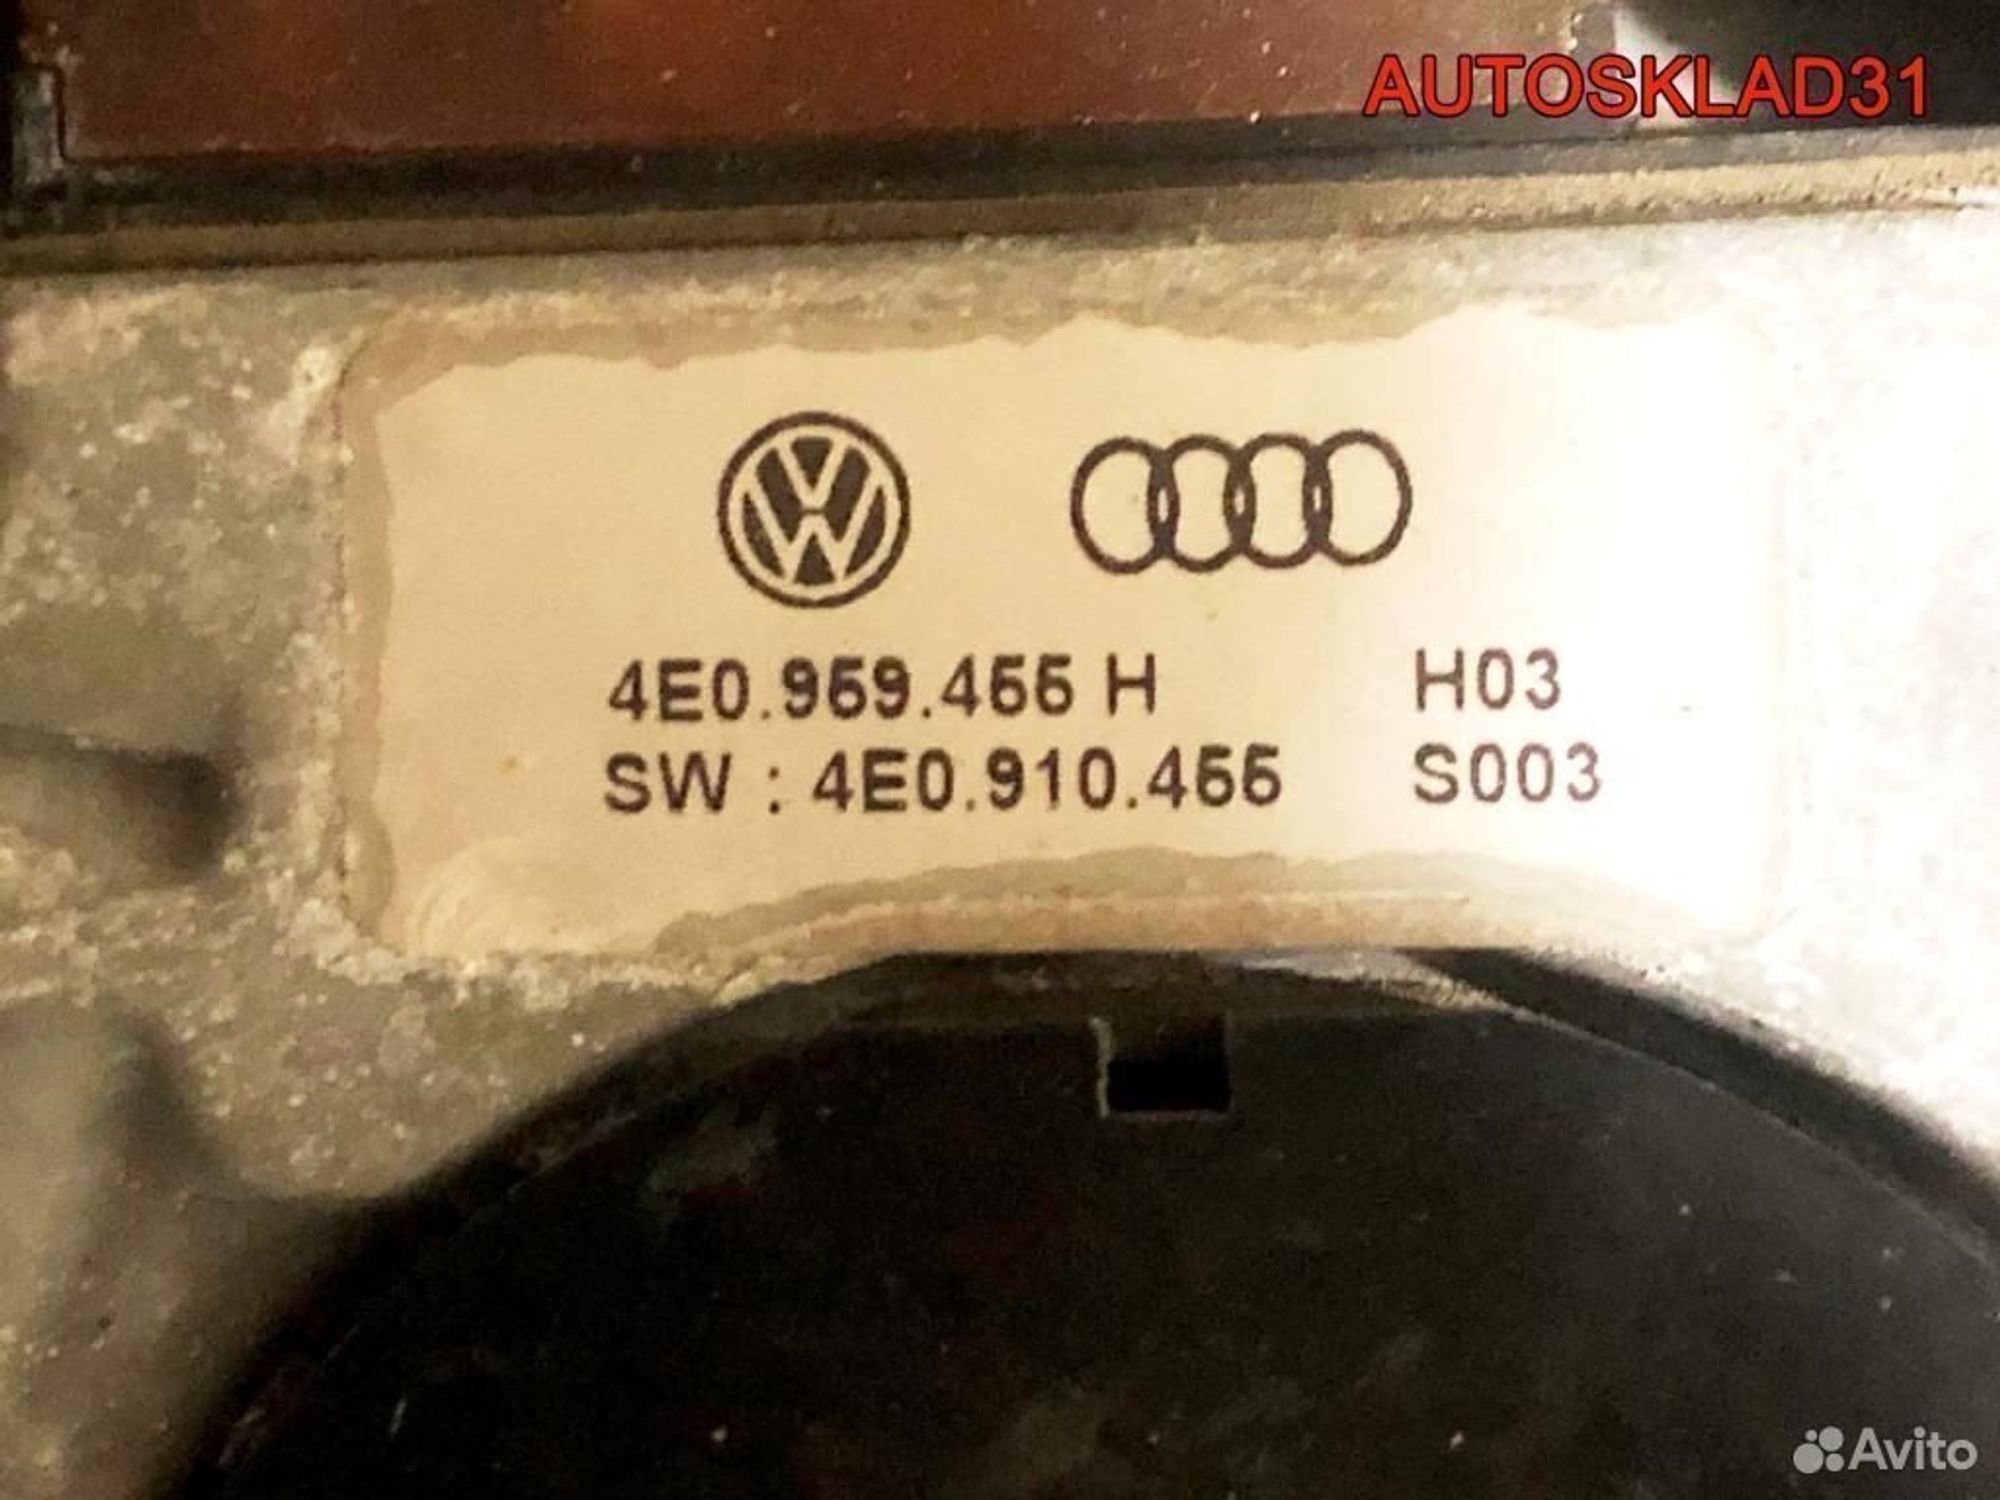 AUTOSKLAD31
4E0.959.455 H H03
SW : 4E0.910.455 S003
Avito